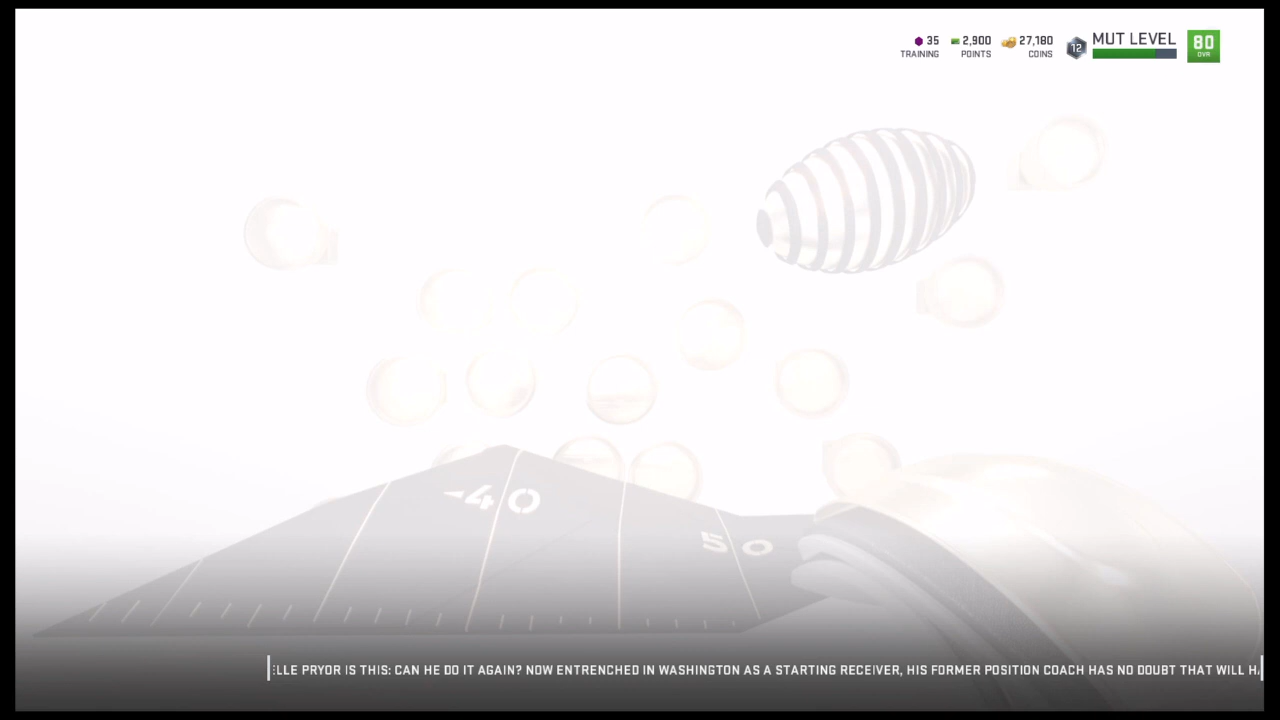 35 2,900 27,180 12 MUT LEVEL 80
TRAINING POINTS COINS OVR
40
50
LLE PRYOR IS THIS: CAN HE DO IT AGAIN? NOW ENTRENCHED IN WASHINGTON AS A STARTING RECEIVER, HIS FORMER POSITION COACH HAS NO DOUBT THAT WILL